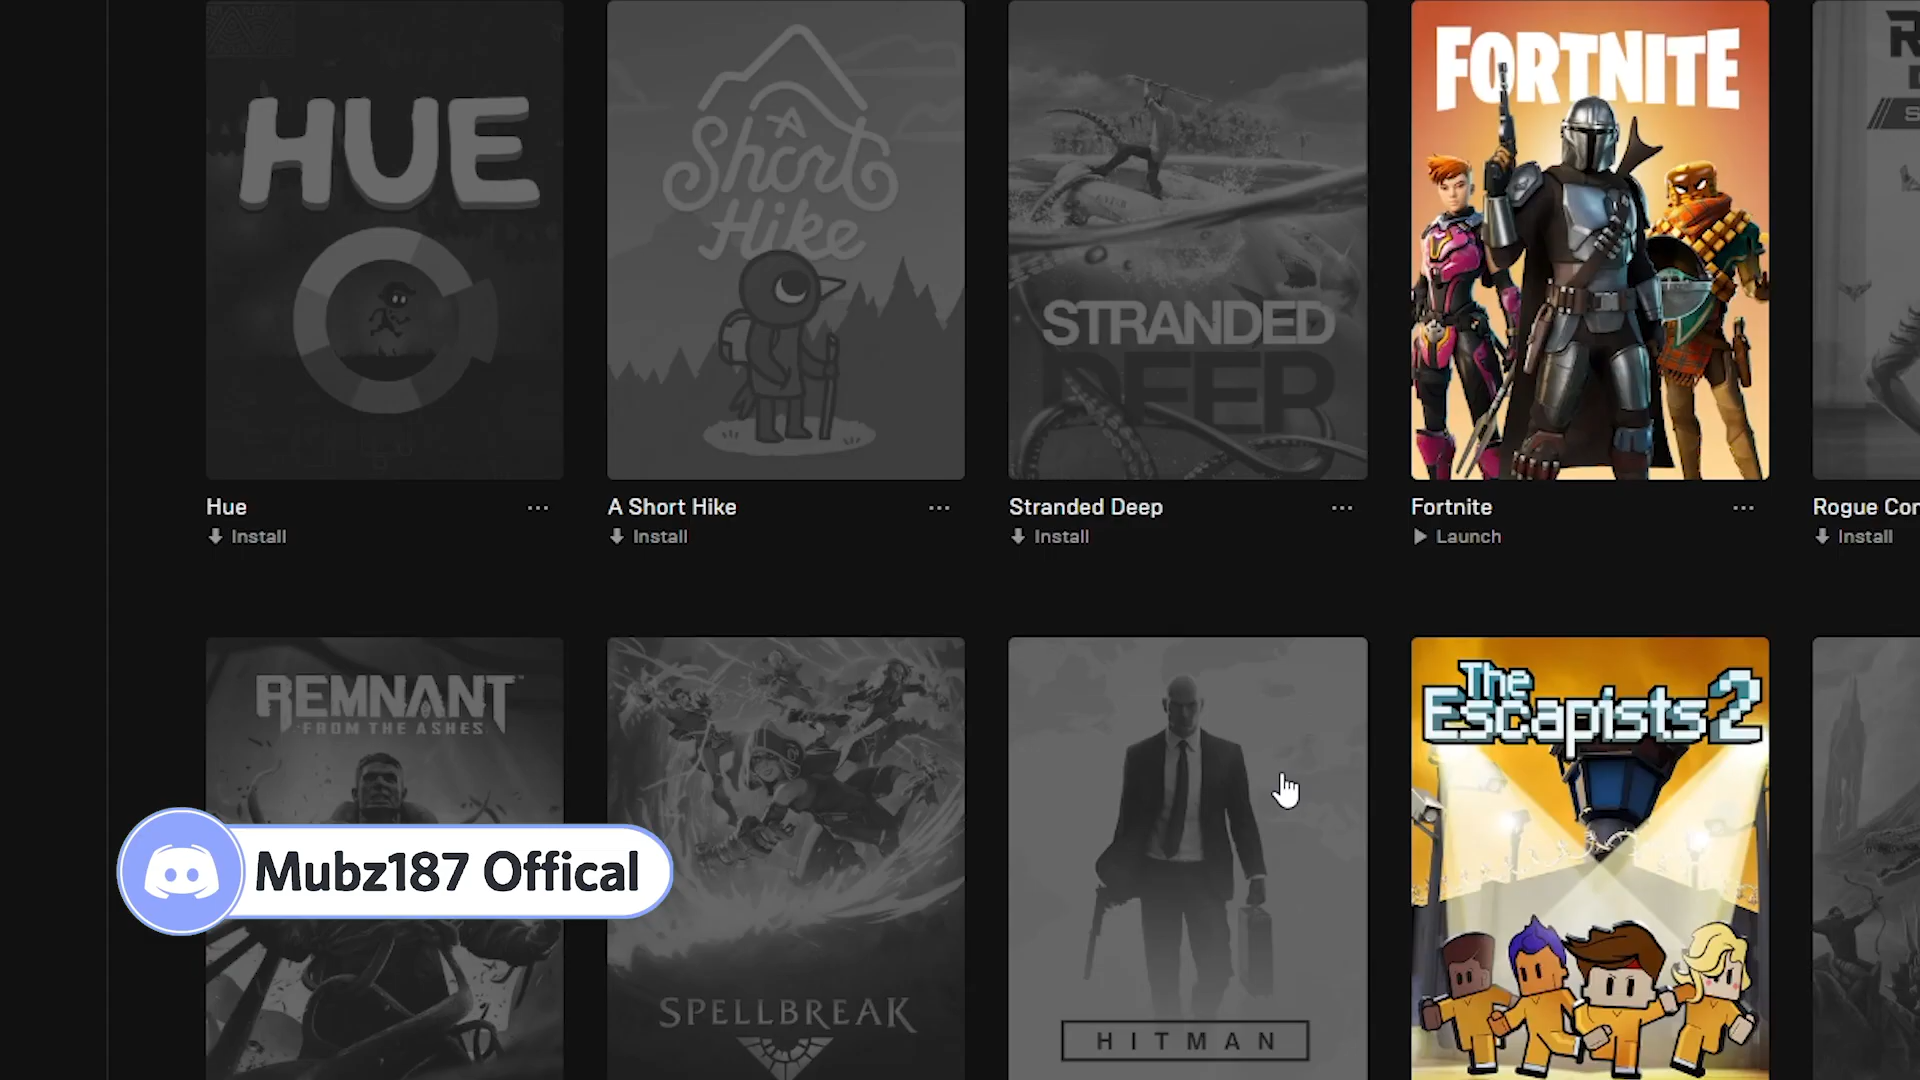 HUE
A
Short
Hike
STRANDED
DEEP
FORTNITE
Hue
...
A Short Hike
...
Stranded Deep
...
Fortnite
...
Rogue Cor
Install
Install
Install
Launch
Install
REMNANT
FROM THE ASHES
The
Escapists 2
Mubz187 Offical
SPELLBREAK
HITMAN